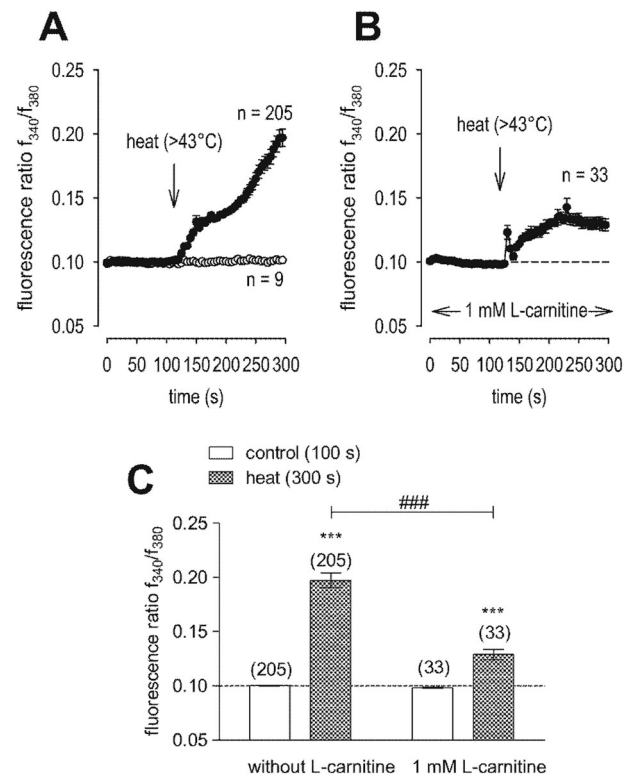 A
fluorescence ratio f340/f380
0.25
0.20
0.15
0.10
0.05
n = 205
heat (>43°C)
n = 9
0 50 100 150 200 250 300
time (s)
B
fluorescence ratio f340/f380
0.25
0.20
0.15
0.10
0.05
heat (>43°C)
n = 33
1 mM L-carnitine
0 50 100 150 200 250 300
time (s)
C
control (100 s)
heat (300 s)
fluorescence ratio f340/f380
0.25
0.20
0.15
0.10
0.05
###
***
(205)
***
(33)
(205)
(33)
without L-carnitine 1 mM L-carnitine